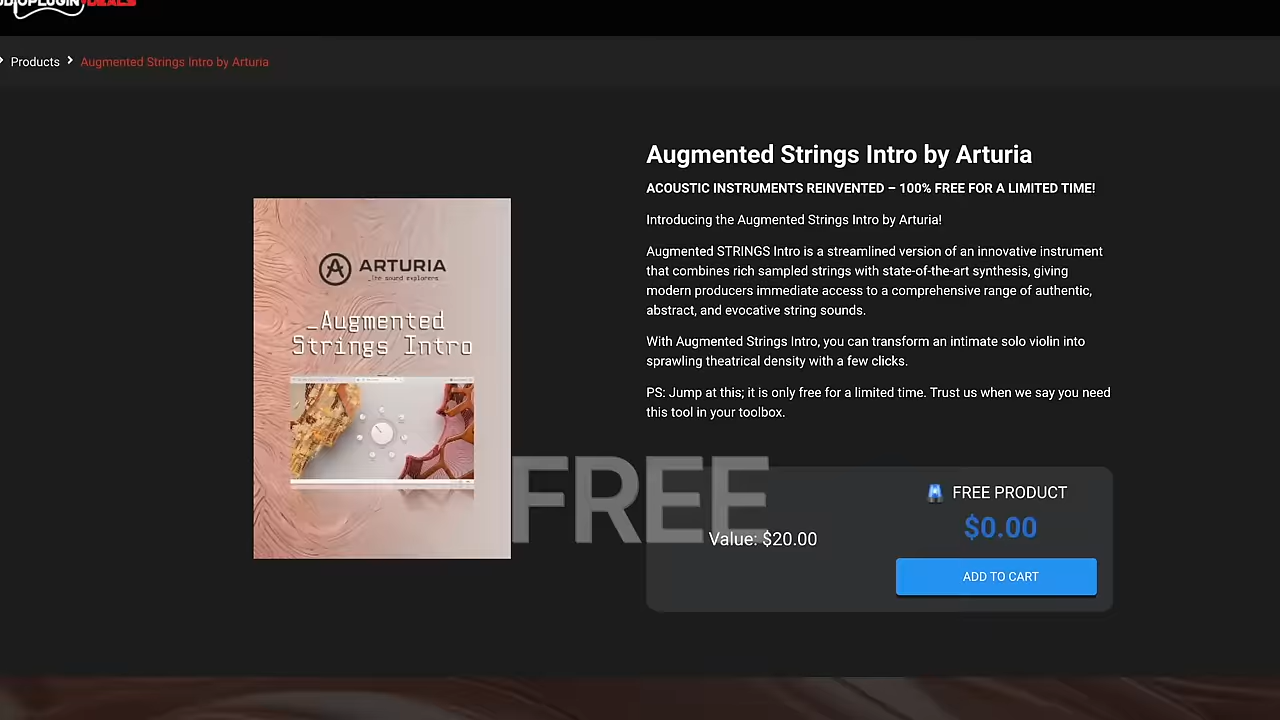 Products
Augmented Strings Intro by Arturia
Augmented Strings Intro by Arturia
ACOUSTIC INSTRUMENTS REINVENTED – 100% FREE FOR A LIMITED TIME!
Introducing the Augmented Strings Intro by Arturia!
Augmented STRINGS Intro is a streamlined version of an innovative instrument
that combines rich sampled strings with state-of-the-art synthesis, giving
modern producers immediate access to a comprehensive range of authentic,
abstract, and evocative string sounds.
With Augmented Strings Intro, you can transform an intimate solo violin into
sprawling theatrical density with a few clicks.
PS: Jump at this; it is only free for a limited time. Trust us when we say you need
this tool in your toolbox.
ARTURIA
_the sound explorers
_Augmented
Strings Intro
FREE
Value: $20.00
FREE PRODUCT
$0.00
ADD TO CART